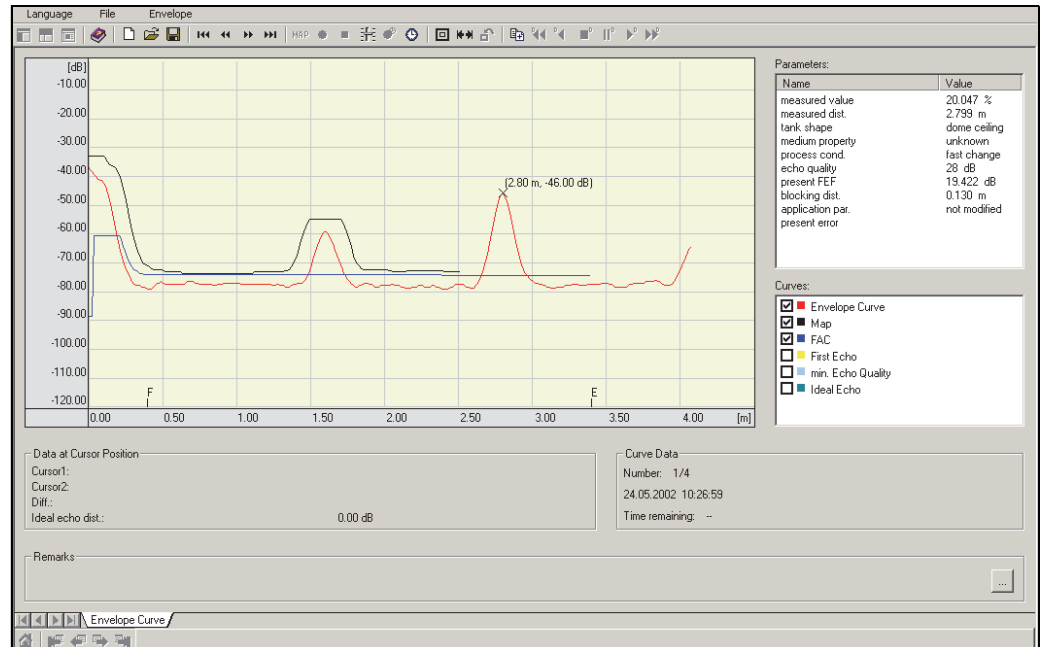 Language File Envelope
MAP
[dB]
-10.00
-20.00
-30.00
-40.00
-50.00
-60.00
-70.00
-80.00
-90.00
-100.00
-110.00
-120.00
(2.80 m, -46.00 dB)
F
E
0.00 0.50 1.00 1.50 2.00 2.50 3.00 3.50 4.00 [m]
Parameters:
Name Value
measured value 20.047 %
measured dist. 2.799 m
tank shape dome ceiling
medium property unknown
process cond. fast change
echo quality 28 dB
present FEF 19.422 dB
blocking dist. 0.130 m
application par. not modified
present error
Curves:
Envelope Curve
Map
FAC
First Echo
min. Echo Quality
Ideal Echo
Data at Cursor Position
Cursor1:
Cursor2:
Diff.:
Ideal echo dist.: 0.00 dB
Curve Data
Number: 1/4
24.05.2002 10:26:59
Time remaining: --
Remarks
...
Envelope Curve